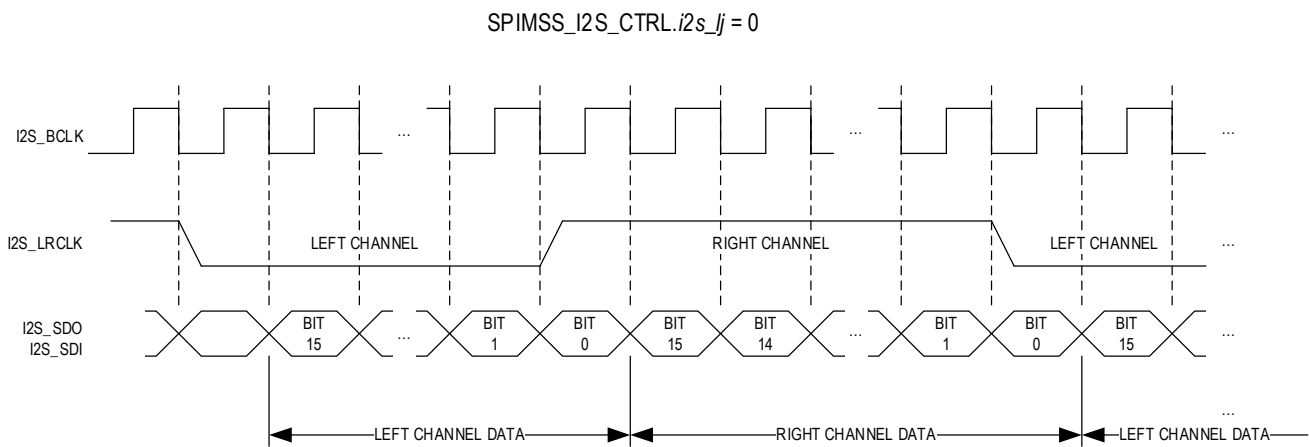 SPIMSS_I2S_CTRL.i2s_lj = 0
I2S_BCLK ... ... ...
I2S_LRCLK LEFT CHANNEL RIGHT CHANNEL LEFT CHANNEL ...
I2S_SDO BIT BIT BIT BIT BIT BIT BIT BIT
I2S_SDI 15 ... 1 0 15 14 ... 1 0 15 ...
...
LEFT CHANNEL DATA RIGHT CHANNEL DATA LEFT CHANNEL DATA